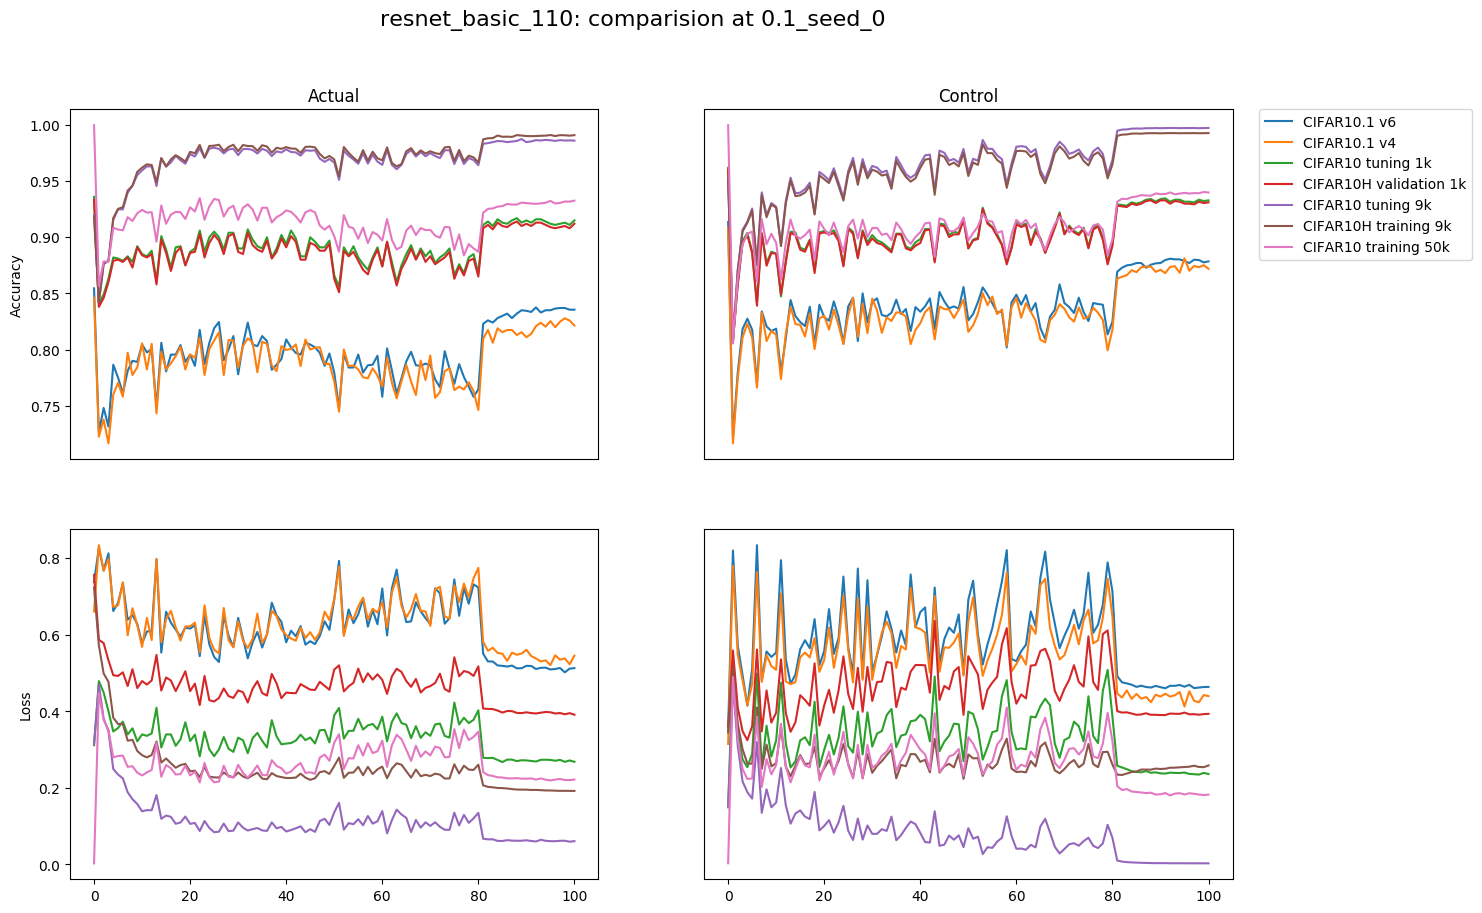 resnet_basic_110: comparision at 0.1_seed_0
Actual
Control
Accuracy
1.00
0.95
0.90
0.85
0.80
0.75
CIFAR10.1 v6
CIFAR10.1 v4
CIFAR10 tuning 1k
CIFAR10H validation 1k
CIFAR10 tuning 9k
CIFAR10H training 9k
CIFAR10 training 50k
Loss
0.8
0.6
0.4
0.2
0.0
0 20 40 60 80 100
0 20 40 60 80 100